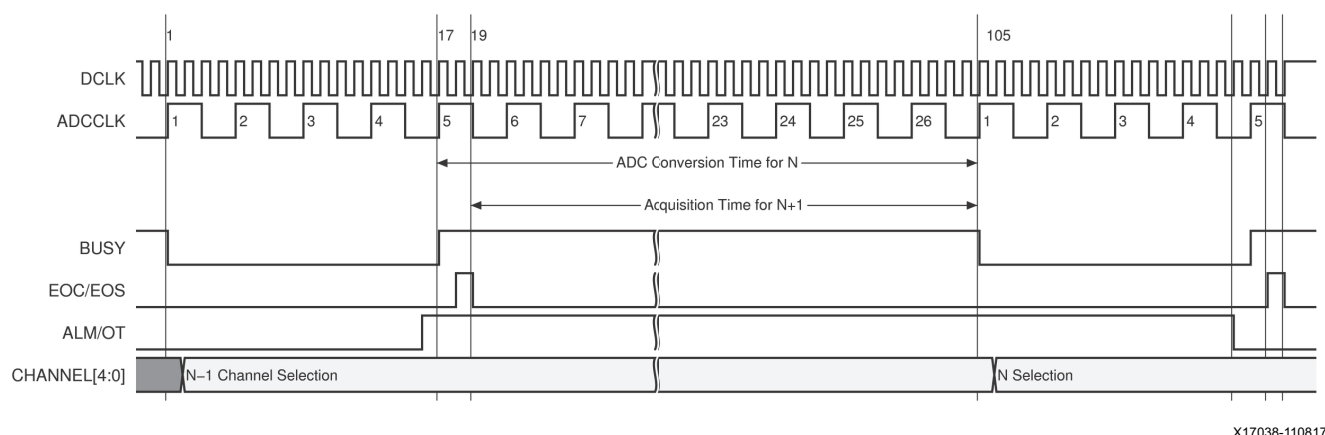 1 17 19 105
DCLK
ADCCLK 1 2 3 4 5 6 7 23 24 25 26 1 2 3 4 5
ADC Conversion Time for N
Acquisition Time for N+1
BUSY
EOC/EOS
ALM/OT
CHANNEL[4:0] N–1 Channel Selection N Selection
X17038-110817